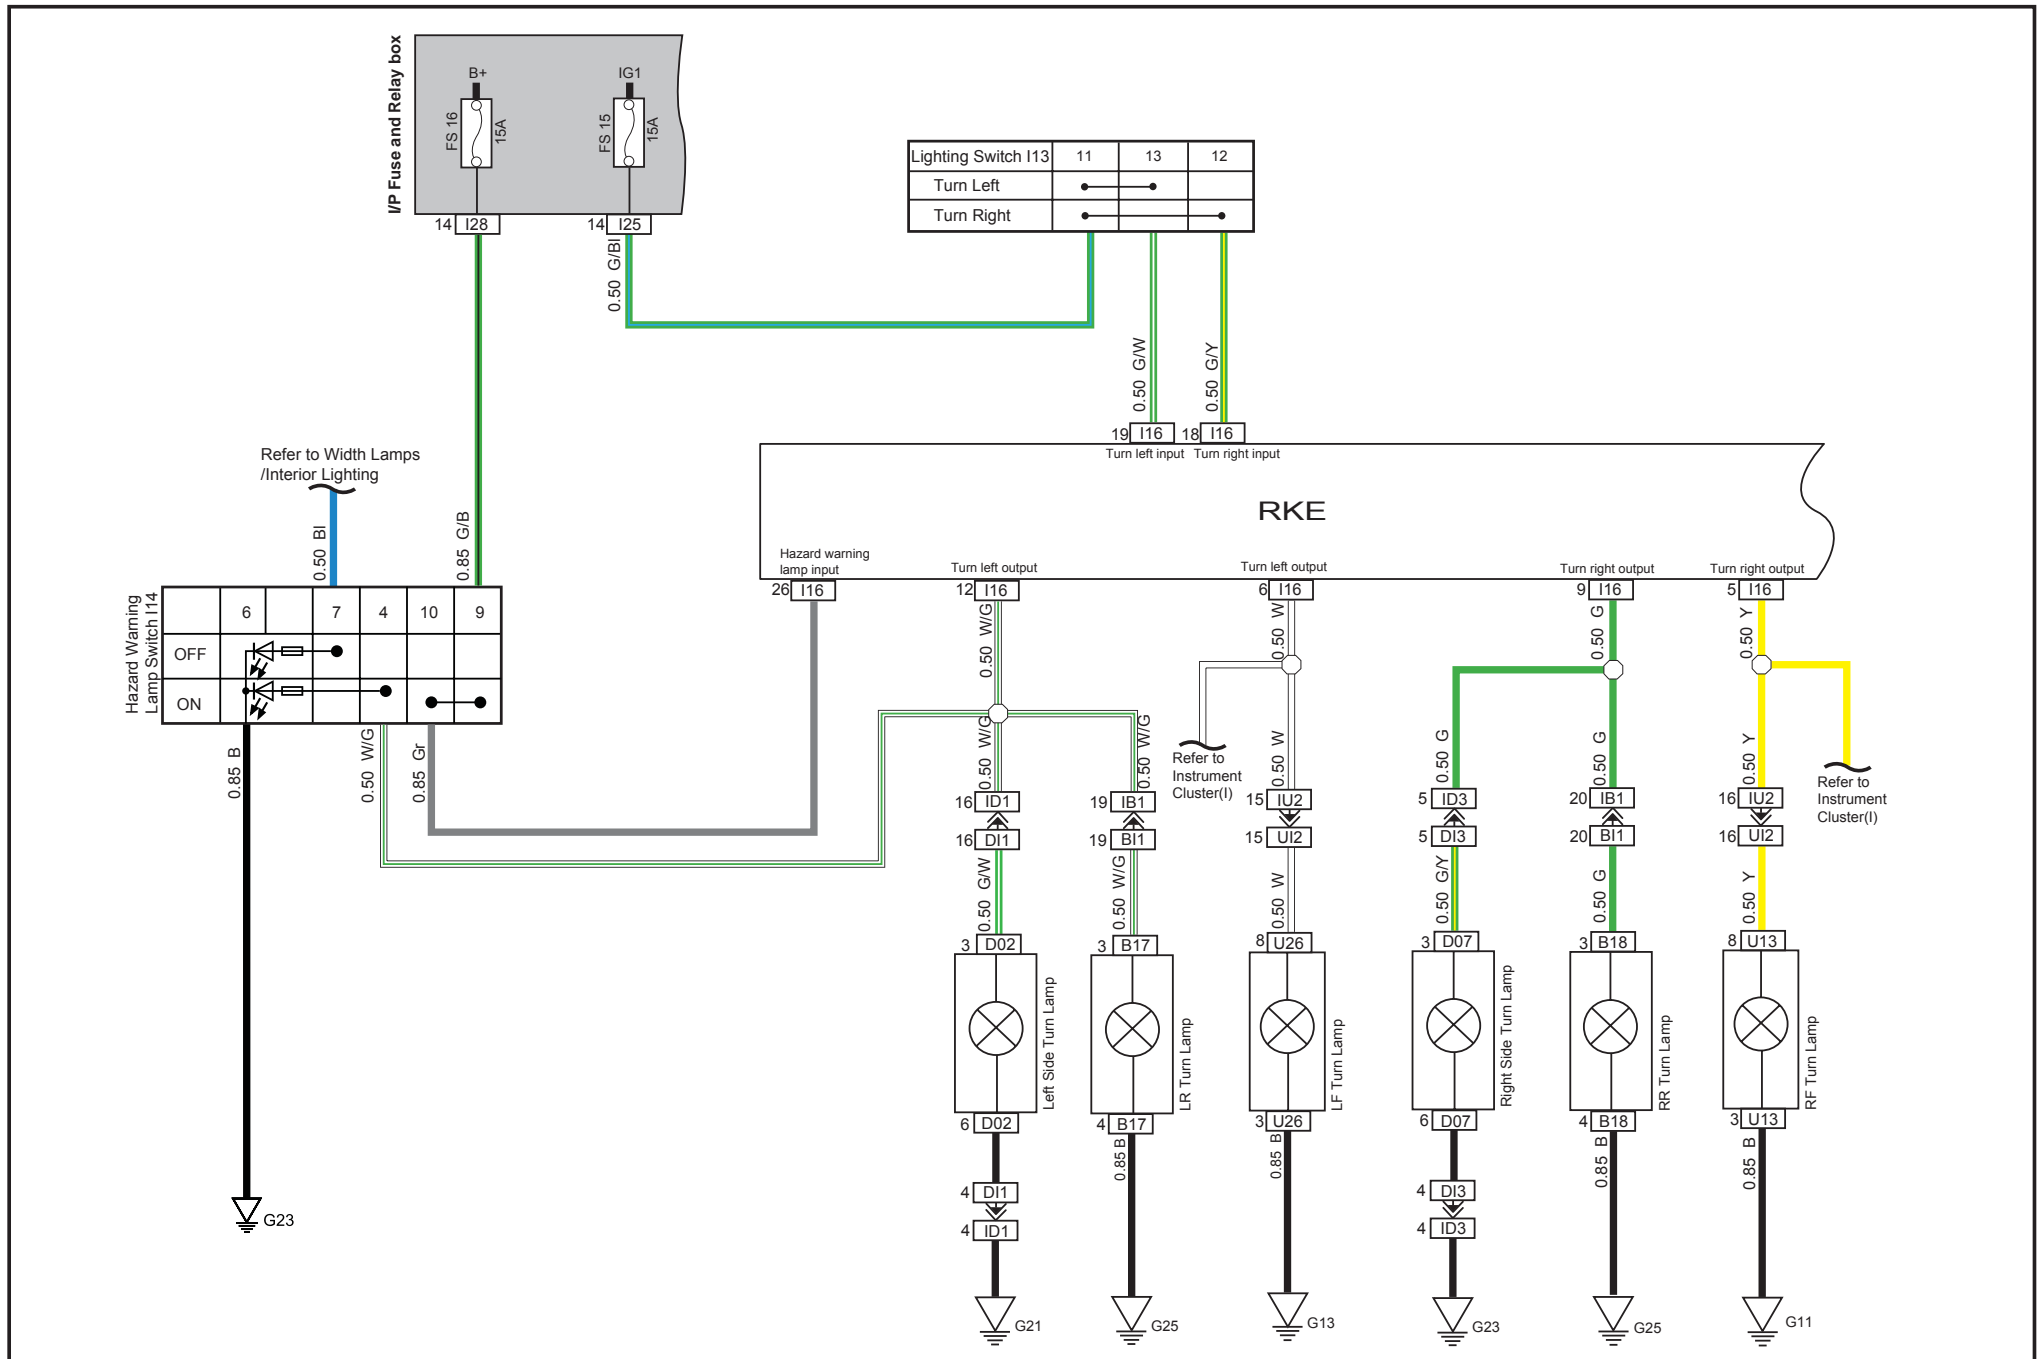 I/P Fuse and Relay box
B+
IG1
FS 16
15A
FS 15
15A
14 I28
14 I25
0.50 G/Bl
Lighting Switch I13 11 13 12
Turn Left
Turn Right
0.50 G/W
0.50 G/Y
19 I16
18 I16
Turn left input
Turn right input
RKE
Refer to Width Lamps
/Interior Lighting
0.50 Bl
0.85 G/B
Hazard Warning
Lamp Switch I14
6 7 4 10 9
OFF
ON
Hazard warning
lamp input
Turn left output
Turn left output
Turn right output
Turn right output
26 I16
12 I16
6 I16
9 I16
5 I16
0.50 W/G
0.50 W
0.50 G
0.50 Y
0.85 B
0.50 W/G
0.85 Gr
0.50 W/G
0.50 W/G
Refer to
Instrument
Cluster(I)
0.50 W
0.50 G
0.50 G
0.50 Y
Refer to
Instrument
Cluster(I)
16 ID1
19 IB1
15 IU2
5 ID3
20 IB1
16 IU2
16 DI1
19 BI1
15 UI2
5 DI3
20 BI1
16 UI2
0.50 G/W
0.50 W/G
0.50 W
0.50 G/Y
0.50 G
0.50 Y
3 D02
3 B17
8 U26
3 D07
3 B18
8 U13
Left Side Turn Lamp
LR Turn Lamp
LF Turn Lamp
Right Side Turn Lamp
RR Turn Lamp
RF Turn Lamp
6 D02
4 B17
3 U26
6 D07
4 B18
3 U13
0.85 B
0.85 B
0.85 B
0.85 B
4 DI1
4 DI3
4 ID1
4 ID3
G23
G21
G25
G13
G23
G25
G11